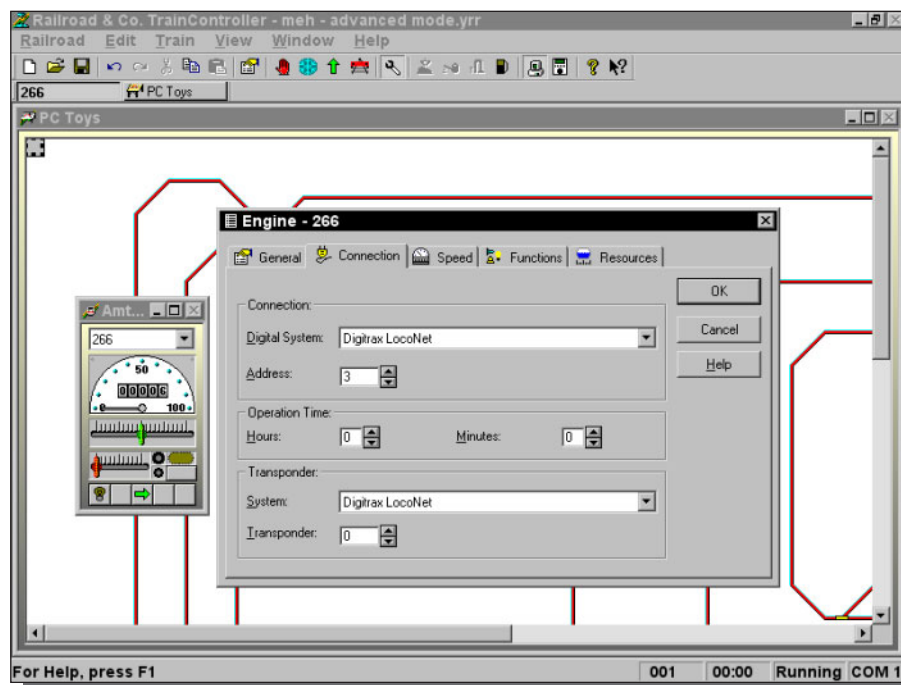 Railroad & Co. TrainController - meh - advanced mode.yrr
Railroad Edit Train View Window Help
266 PC Toys
PC Toys
Engine - 266
General Connection Speed Functions Resources
Connection:
Digital System: Digitrax LocoNet
Address: 3
Operation Time:
Hours: 0 Minutes: 0
Transponder:
System: Digitrax LocoNet
Transponder: 0
OK
Cancel
Help
Amt...
266
50
00006
0 100
For Help, press F1 001 00:00 Running COM 1